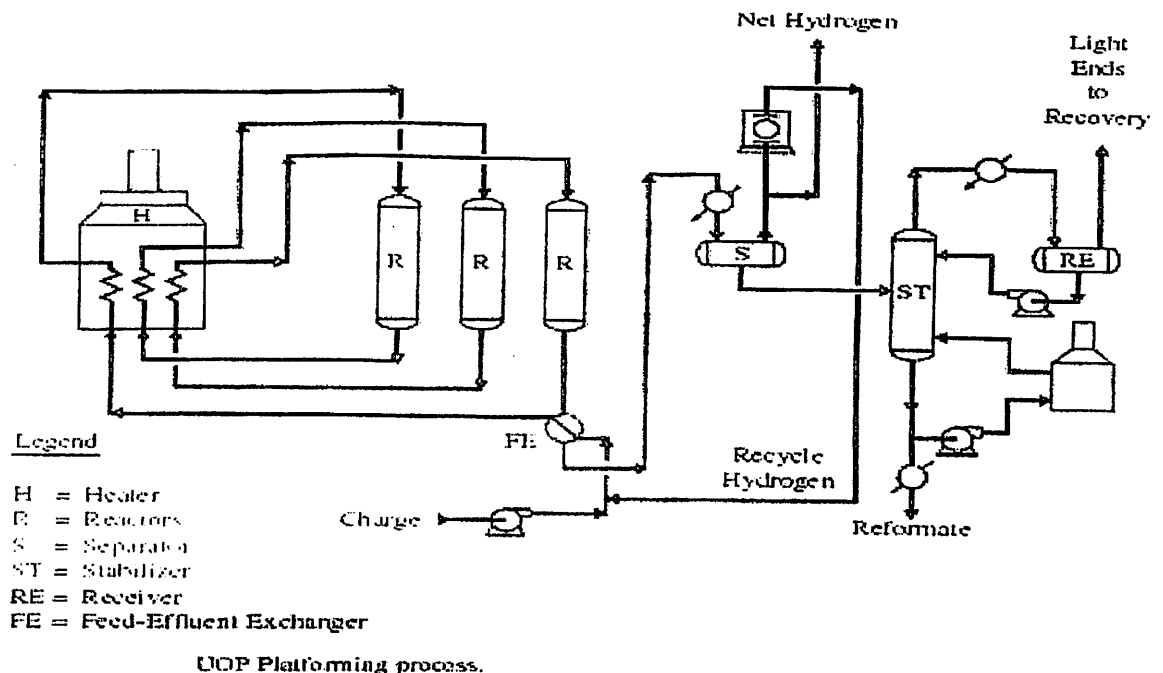 Net Hydrogen
Light
Ends
to
Recovery
H
R
R
R
S
ST
RE
FE
Recycle
Hydrogen
Charge
Reformate
Legend
H = Heater
R = Reactors
S = Separator
ST = Stabilizer
RE = Receiver
FE = Feed-Effluent Exchanger
UOP Platforming process.